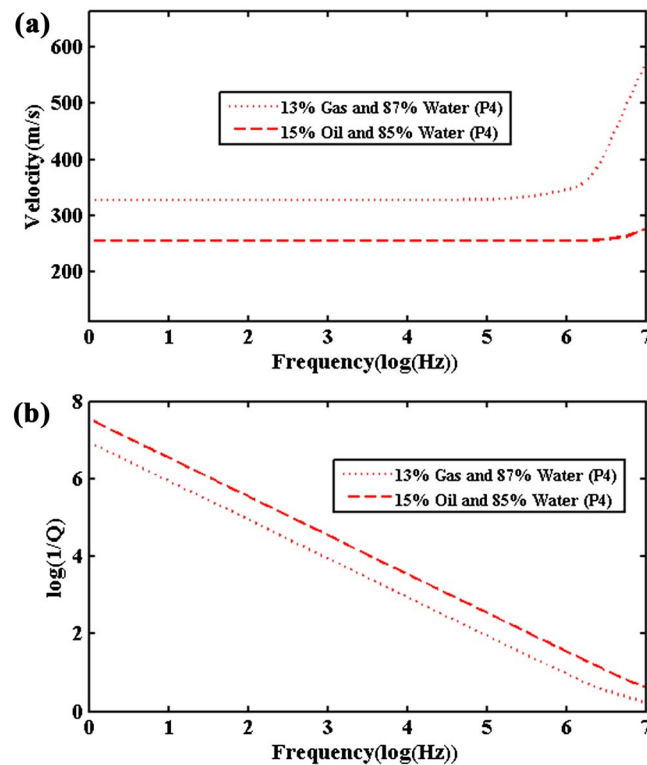 (a)
600
500
400
300
200
Velocity(m/s)
13% Gas and 87% Water (P4)
15% Oil and 85% Water (P4)
0 1 2 3 4 5 6 7
Frequency(log(Hz))
(b)
8
6
4
2
0
log(1/Q)
13% Gas and 87% Water (P4)
15% Oil and 85% Water (P4)
0 1 2 3 4 5 6 7
Frequency(log(Hz))